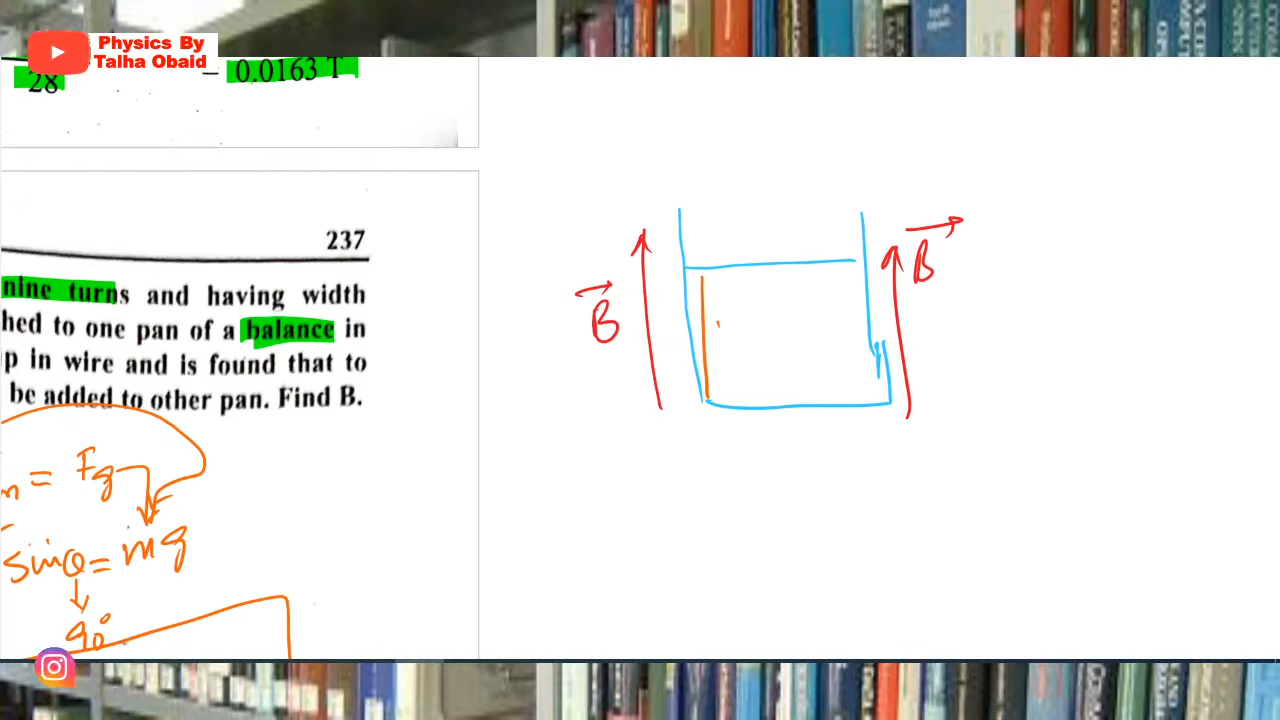 Physics By
Talha Obaid
28
= 0.0163 T
237
nine turns and having width
hed to one pan of a balance in
p in wire and is found that to
be added to other pan. Find B.
= Fg
sinθ = mg
90°
B
B